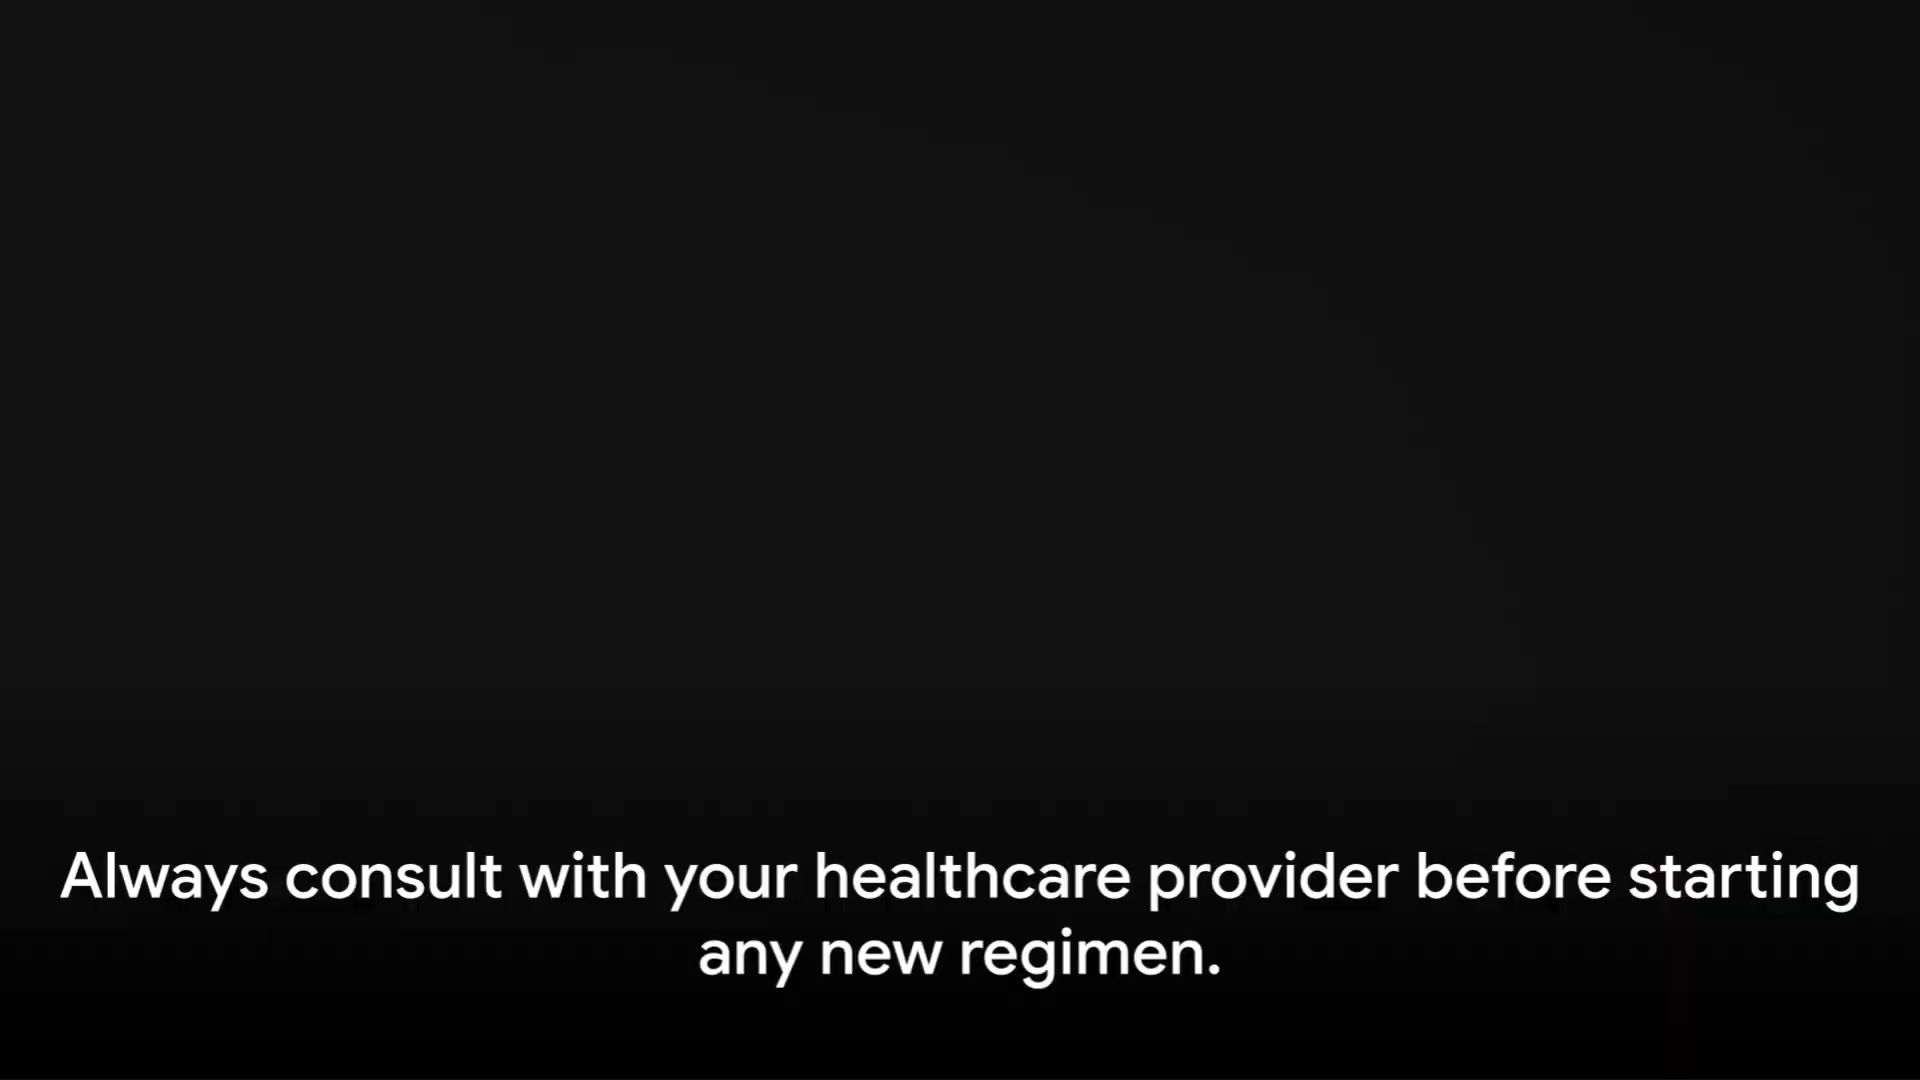 Always consult with your healthcare provider before starting
any new regimen.